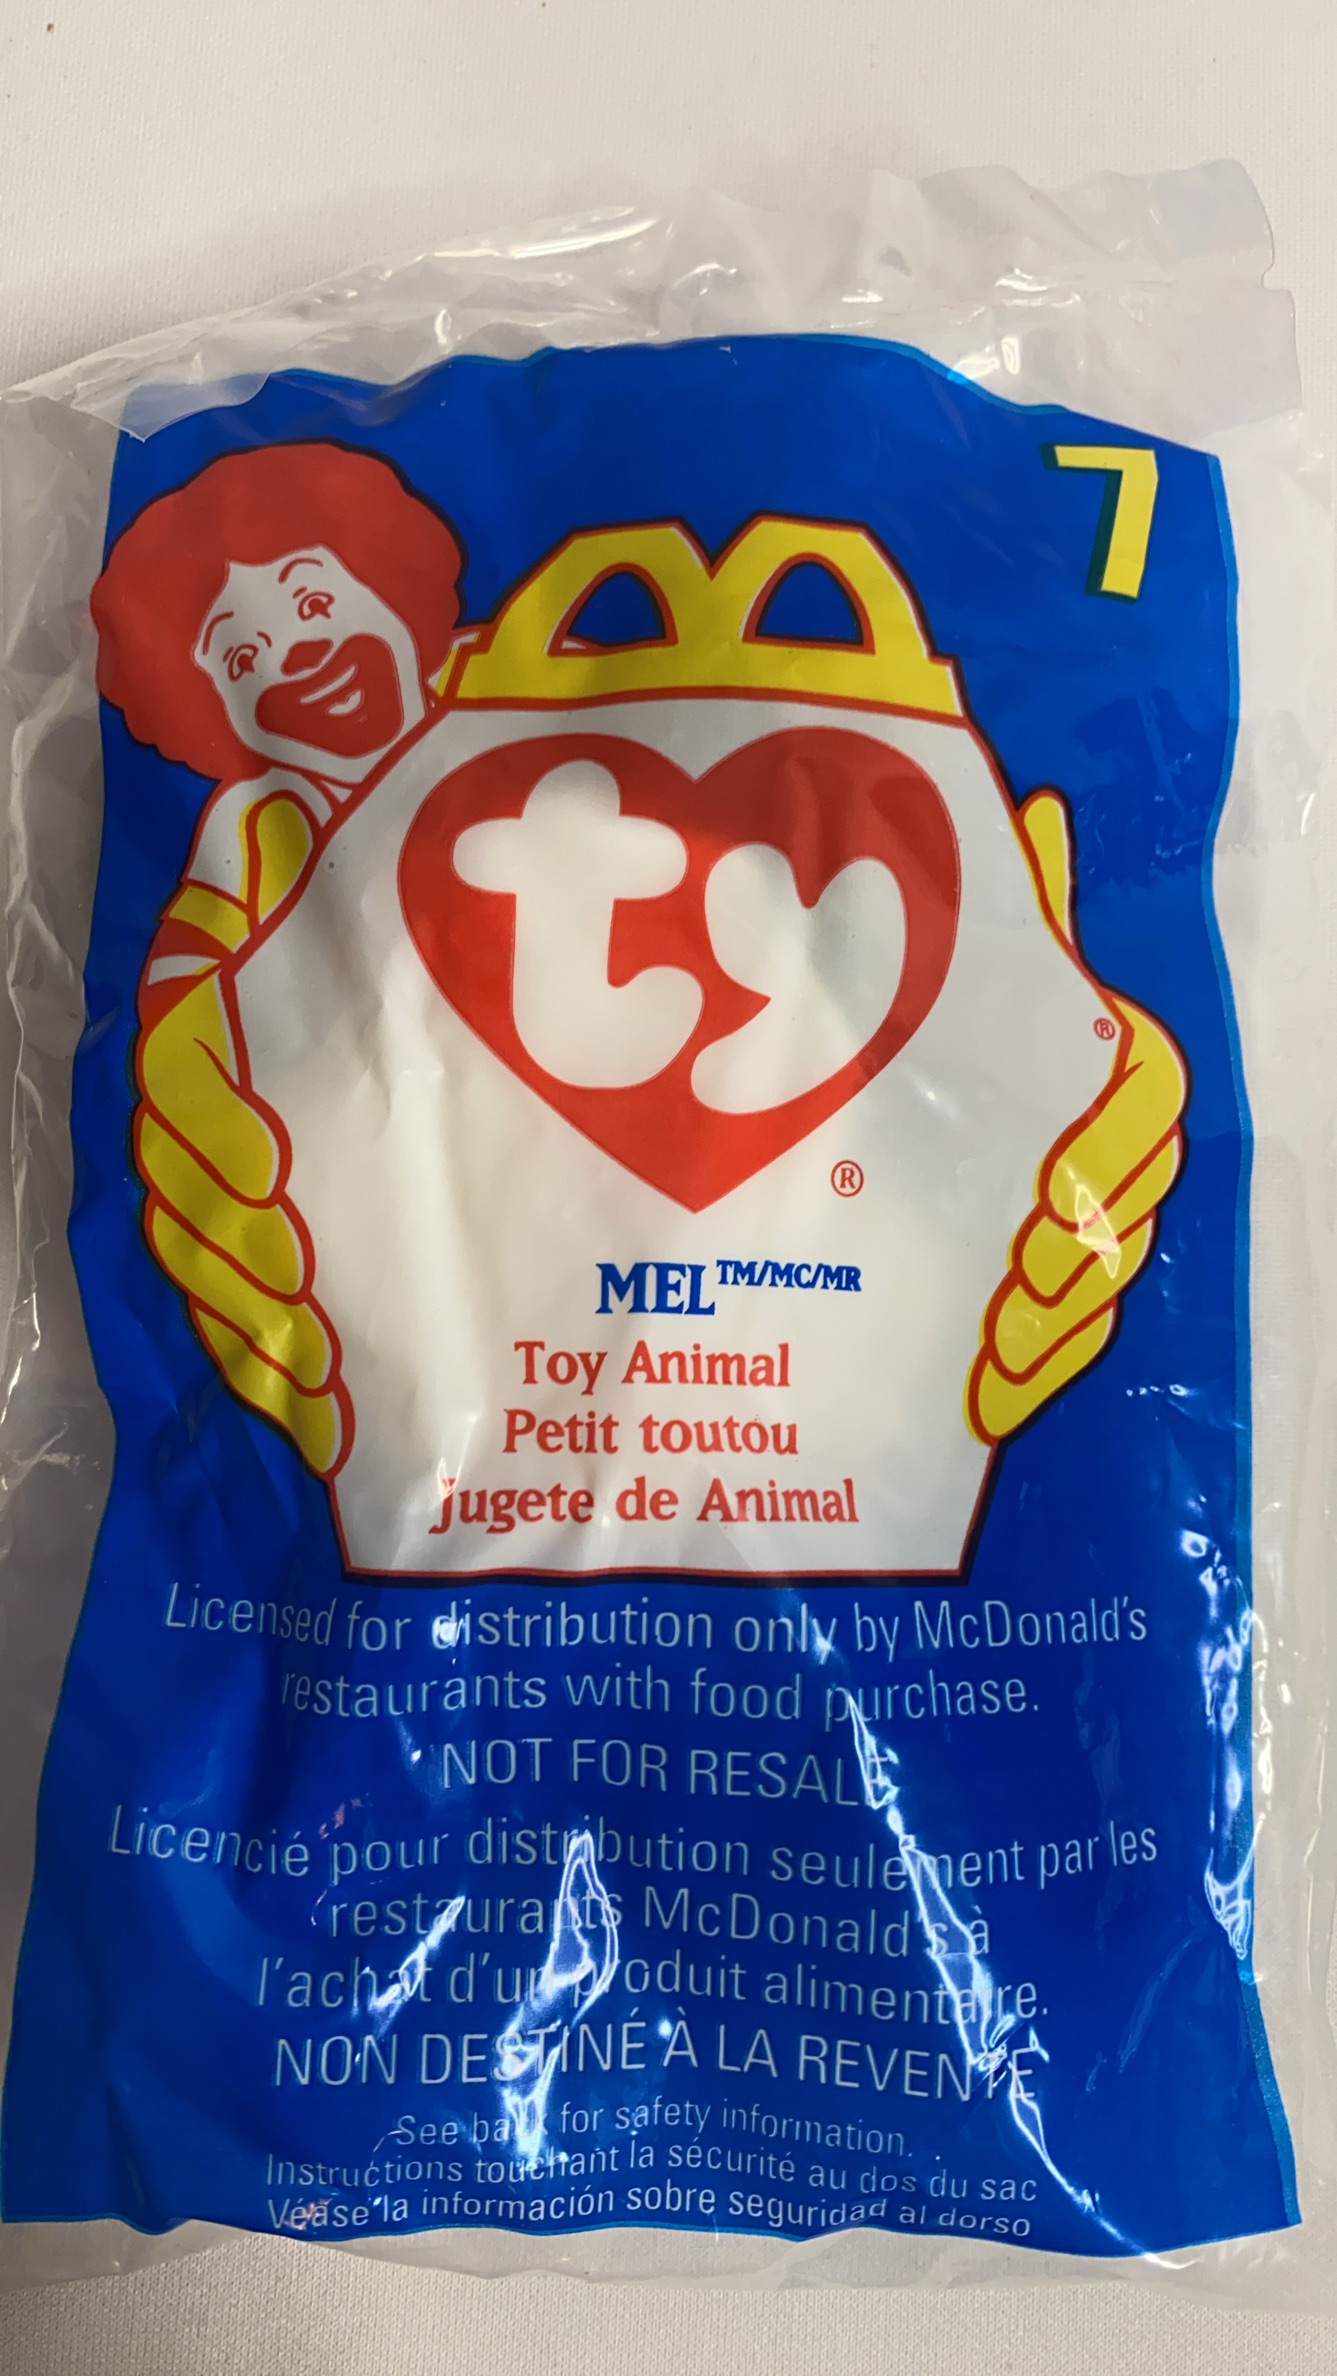 7
ty
®
®
MEL TM/MC/MR
Toy Animal
Petit toutou
Jugete de Animal
Licensed for distribution only by McDonald's
restaurants with food purchase.
NOT FOR RESALE
Licencié pour distribution seulement par les
restaurants McDonald's à
l'achat d'un produit alimentaire.
NON DESTINÉ À LA REVENTE
See back for safety information.
Instructions touchant la sécurité au dos du sac
Véase la información sobre seguridad al dorso